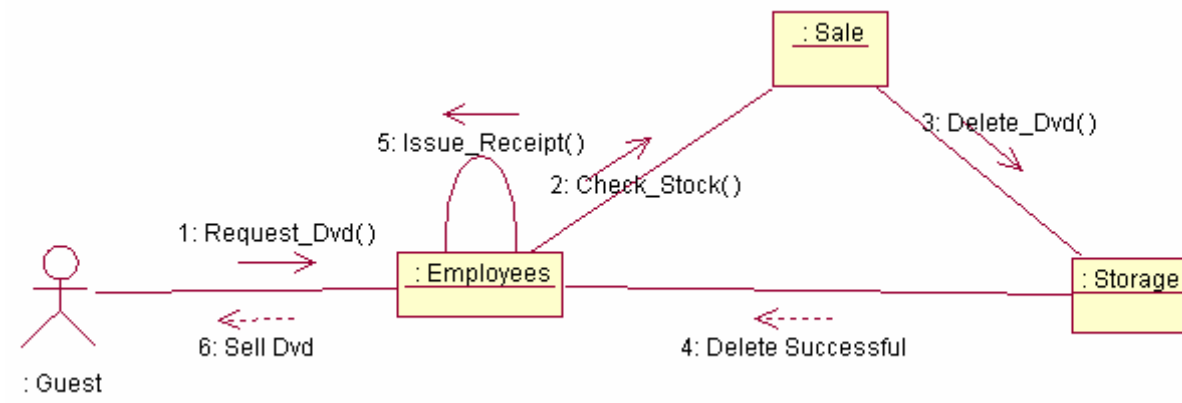 : Sale
3: Delete_Dvd()
5: Issue_Receipt()
2: Check_Stock()
1: Request_Dvd()
: Employees
: Storage
6: Sell Dvd
4: Delete Successful
: Guest